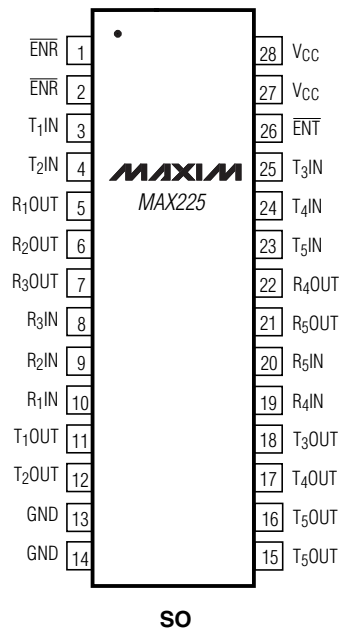 ENR 1 28 VCC
ENR 2 27 VCC
T1IN 3 26 ENT
T2IN 4 MAXIM 25 T3IN
R1OUT 5 MAX225 24 T4IN
R2OUT 6 23 T5IN
R3OUT 7 22 R4OUT
R3IN 8 21 R5OUT
R2IN 9 20 R5IN
R1IN 10 19 R4IN
T1OUT 11 18 T3OUT
T2OUT 12 17 T4OUT
GND 13 16 T5OUT
GND 14 15 T5OUT
SO